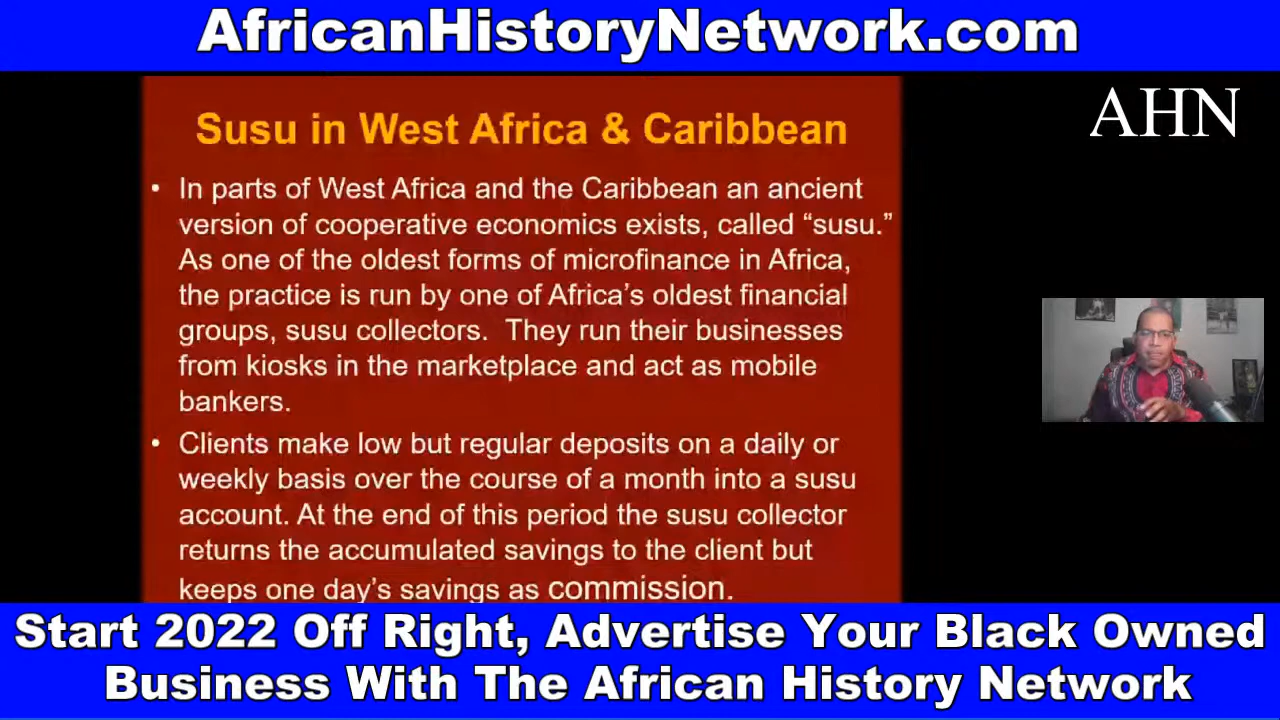 AfricanHistoryNetwork.com
AHN
Susu in West Africa & Caribbean
• In parts of West Africa and the Caribbean an ancient
version of cooperative economics exists, called “susu.”
As one of the oldest forms of microfinance in Africa,
the practice is run by one of Africa’s oldest financial
groups, susu collectors.  They run their businesses
from kiosks in the marketplace and act as mobile
bankers.
• Clients make low but regular deposits on a daily or
weekly basis over the course of a month into a susu
account. At the end of this period the susu collector
returns the accumulated savings to the client but
keeps one day’s savings as commission.
Start 2022 Off Right, Advertise Your Black Owned
Business With The African History Network